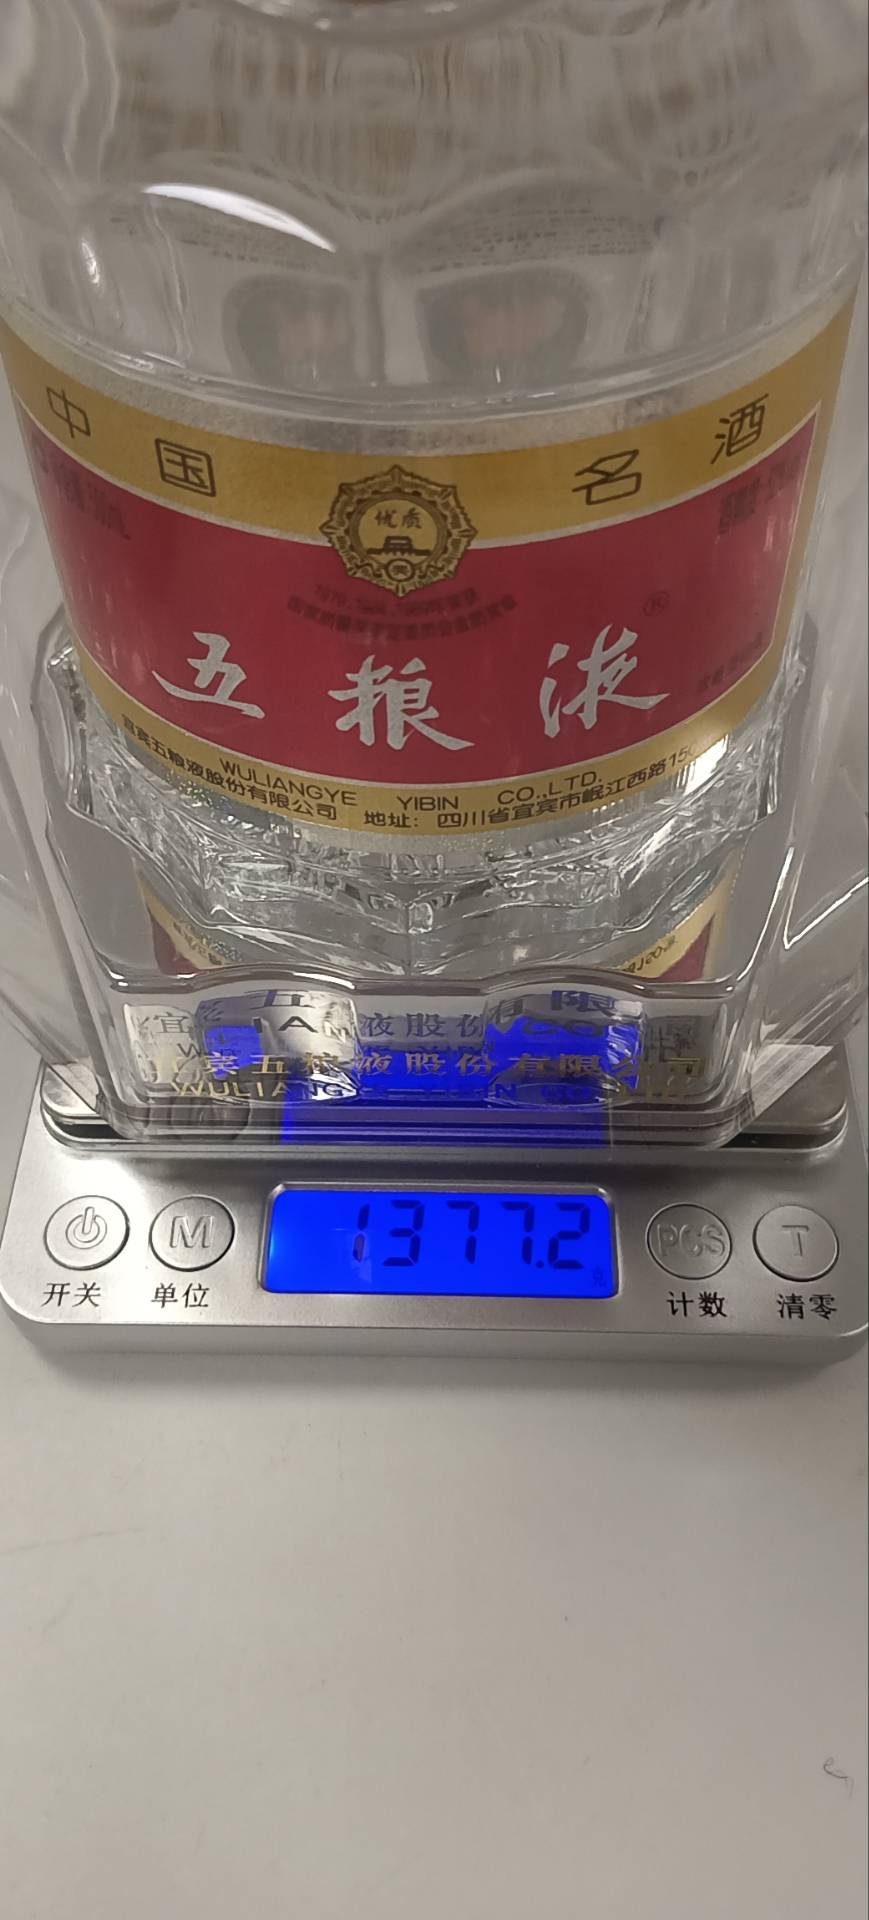 中国名酒
优质
五粮液®
宜宾五粮液股份有限公司 地址：四川省宜宾市岷江西路150
WULIANGYE YIBIN CO.,LTD.
宾五粮液股份有限公司
1377.2
克
M
PCS
T
开关
单位
计数
清零